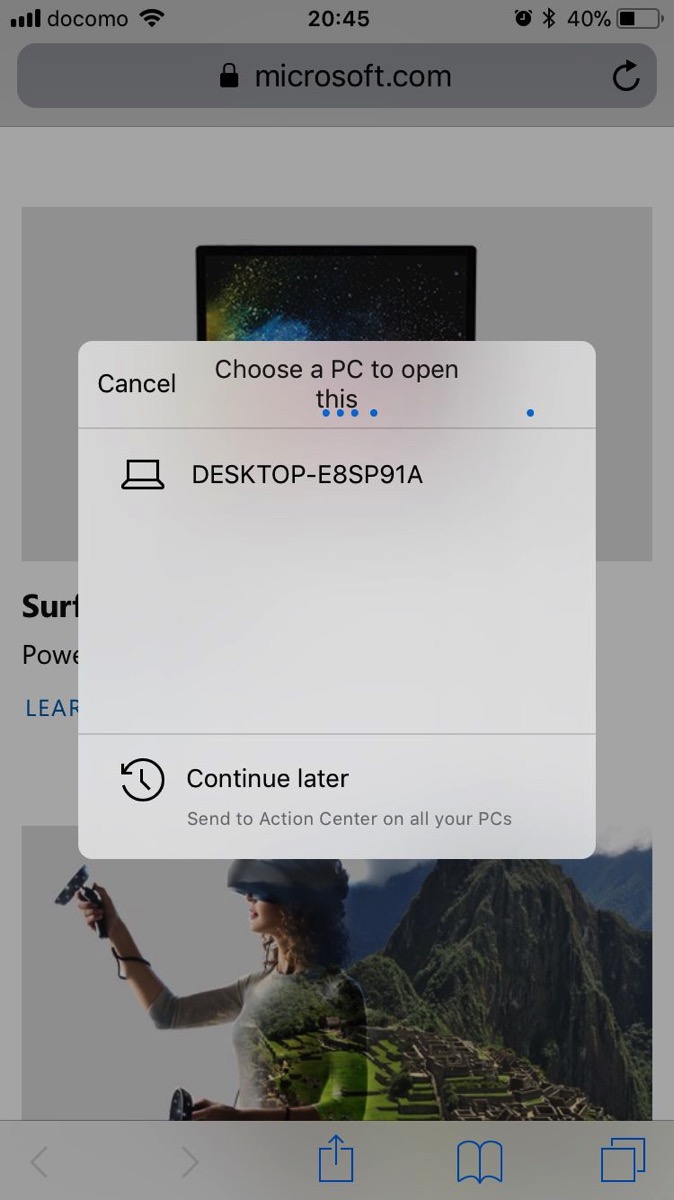 docomo 20:45 40%
microsoft.com
Cancel
Choose a PC to open
this
DESKTOP-E8SP91A
Surf
Powe
LEAR
Continue later
Send to Action Center on all your PCs